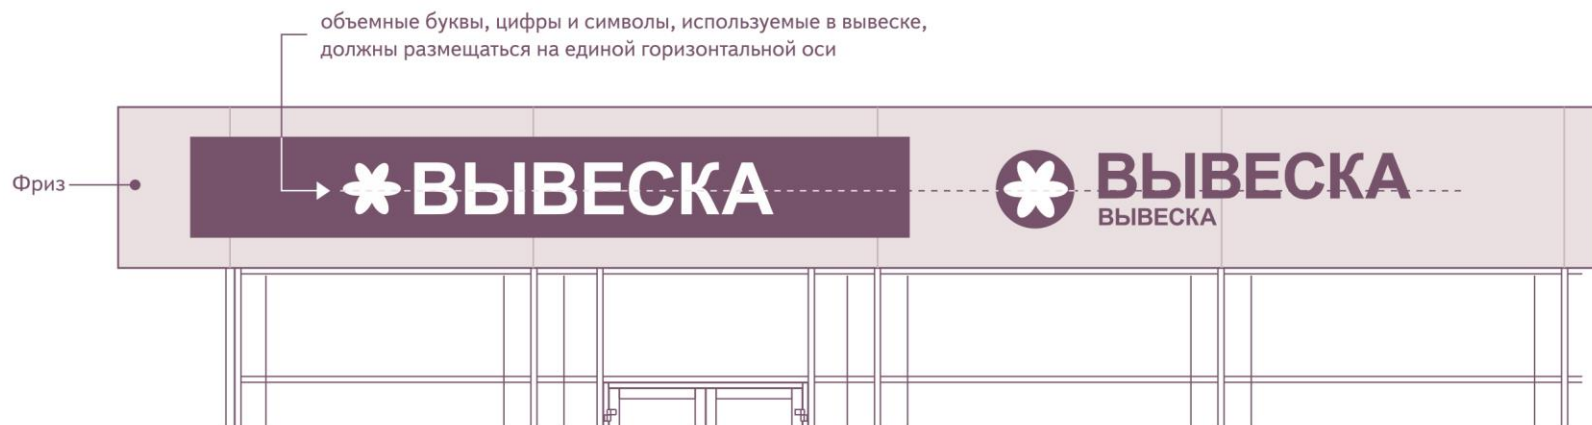 объемные буквы, цифры и символы, используемые в вывеске,
должны размещаться на единой горизонтальной оси
Фриз
ВЫВЕСКА
ВЫВЕСКА
ВЫВЕСКА